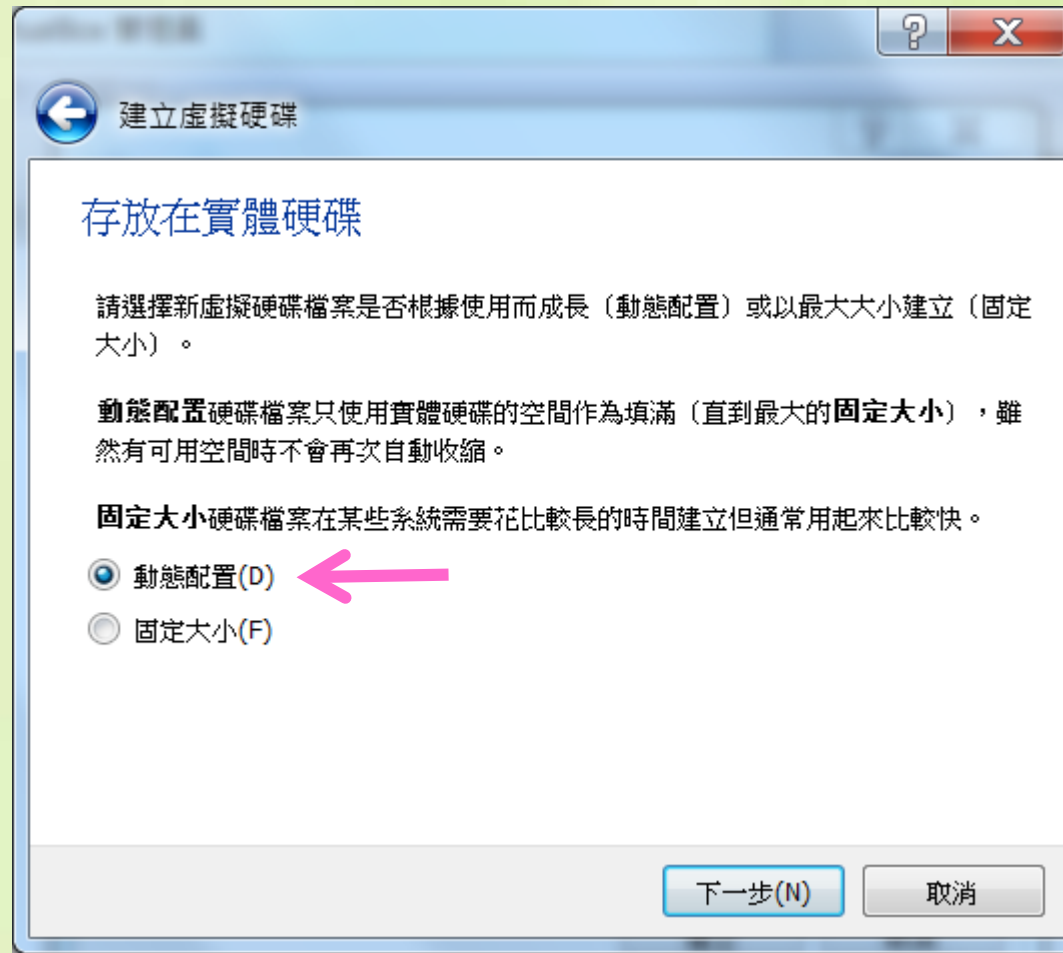 建立虛擬硬碟
存放在實體硬碟
請選擇新虛擬硬碟檔案是否根據使用而成長（動態配置）或以最大大小建立（固定
大小）。
動態配置硬碟檔案只使用實體硬碟的空間作為填滿（直到最大的固定大小），雖
然有可用空間時不會再次自動收縮。
固定大小硬碟檔案在某些系統需要花比較長的時間建立但通常用起來比較快。
動態配置(D)
固定大小(F)
下一步(N)
取消